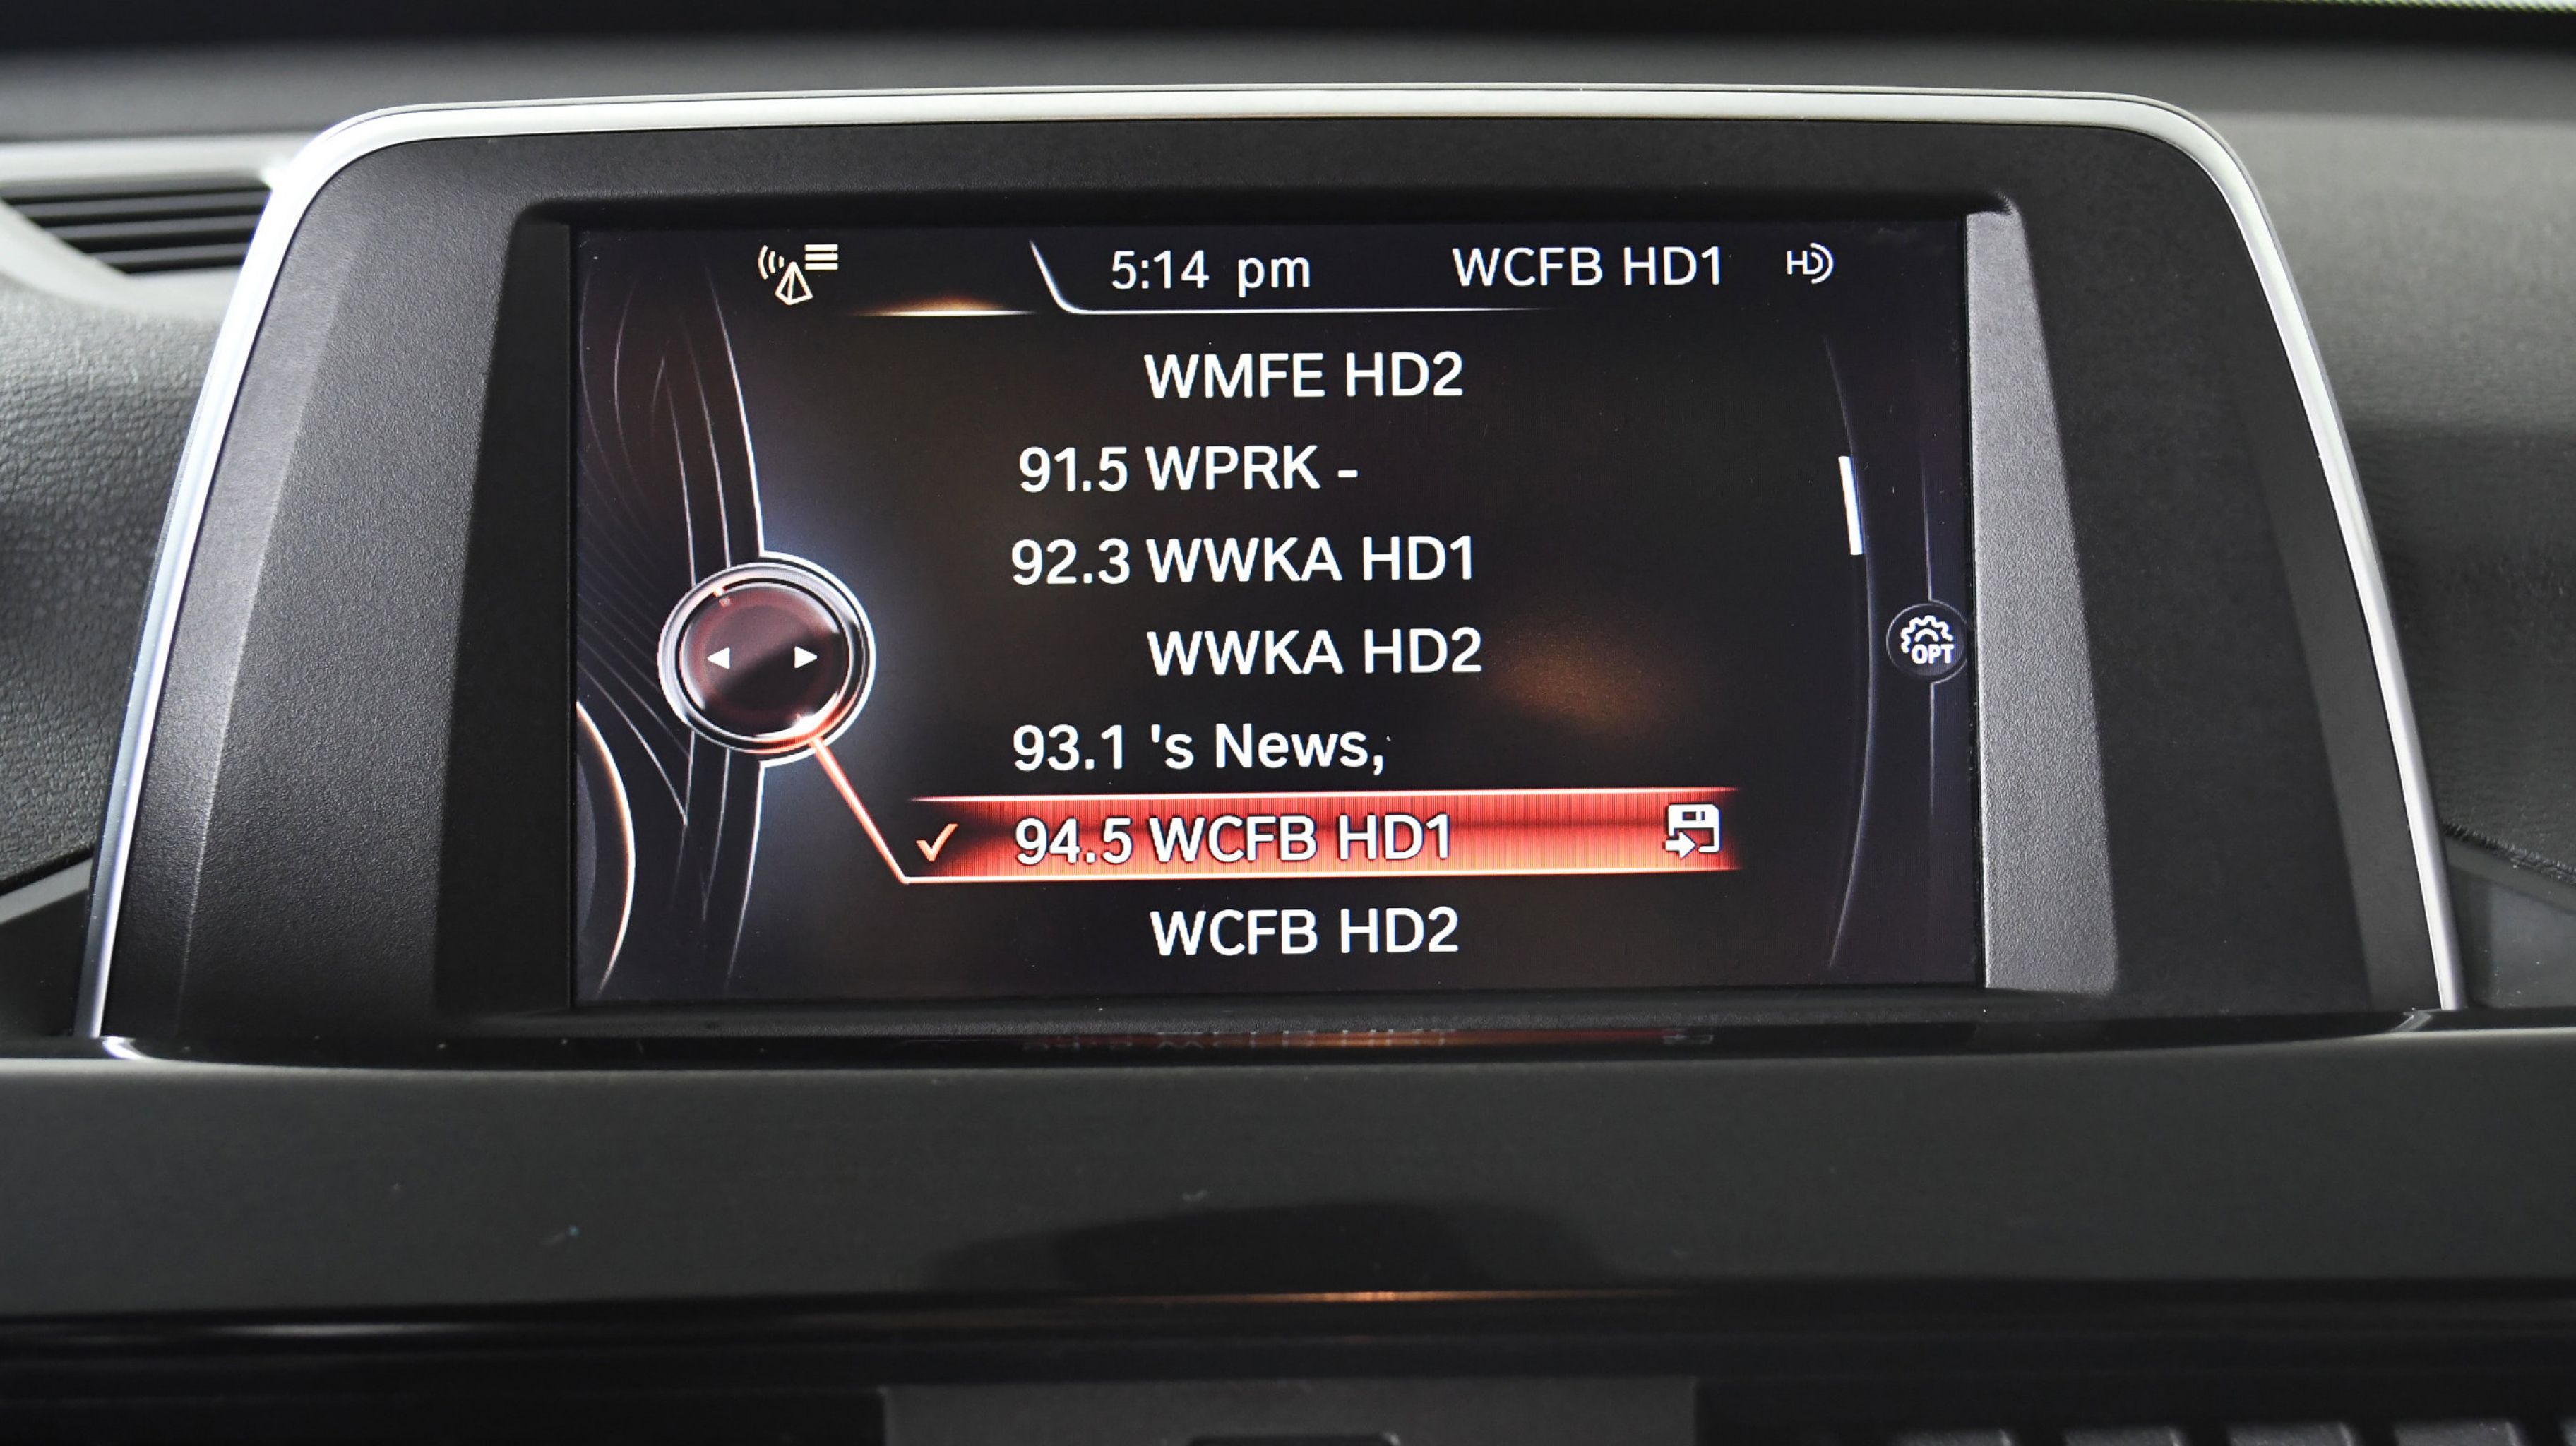 5:14 pm WCFB HD1 HD
WMFE HD2
91.5 WPRK -
92.3 WWKA HD1
WWKA HD2
93.1 's News,
94.5 WCFB HD1
WCFB HD2
OPT